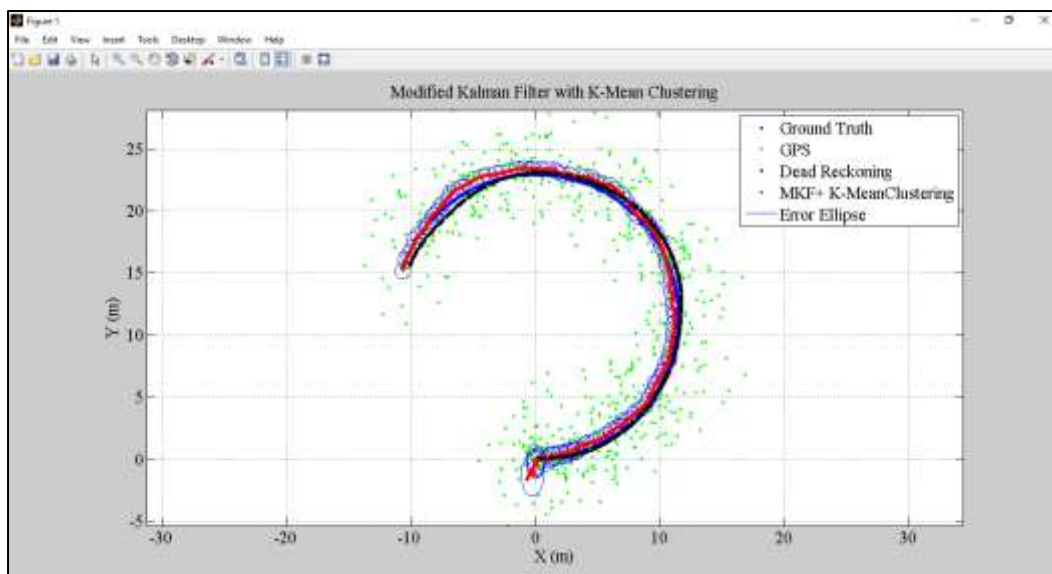 Figure 1
File Edit View Insert Tools Desktop Window Help
Modified Kalman Filter with K-Mean Clustering
Ground Truth
GPS
Dead Reckoning
MKF+ K-MeanClustering
Error Ellipse
25
20
15
10
5
0
-5
Y (m)
-30 -20 -10 0 10 20 30
X (m)